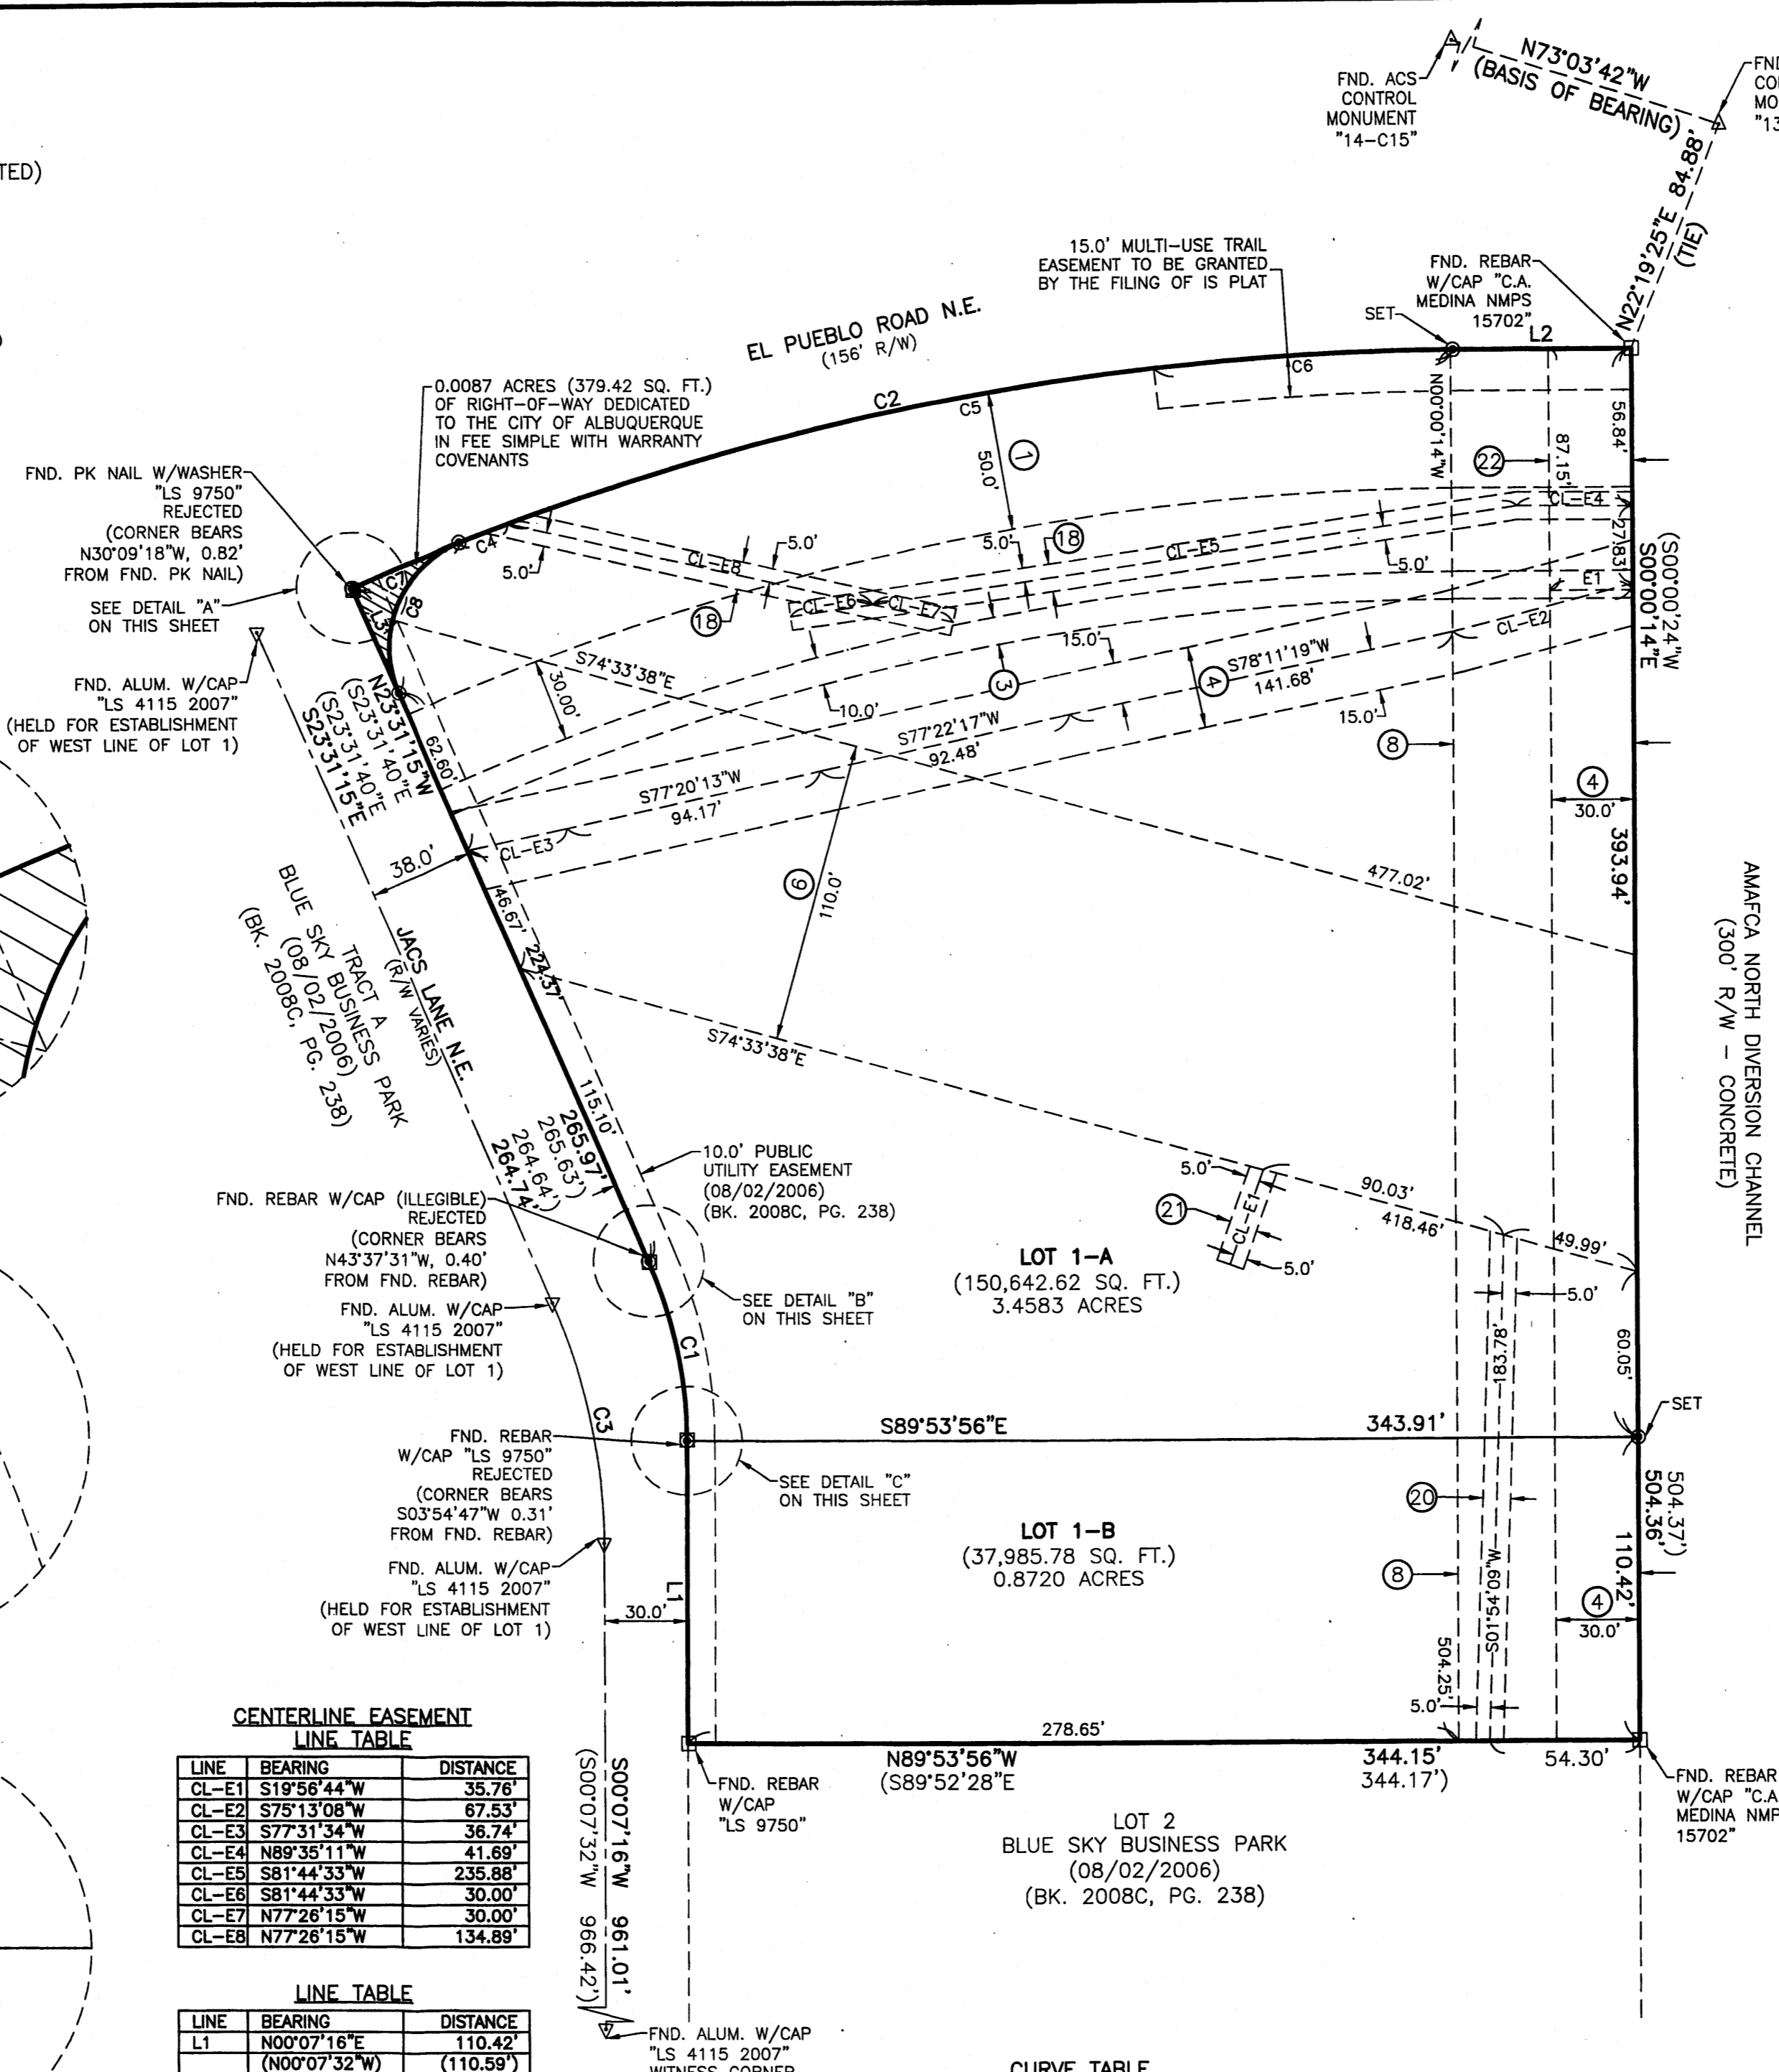 TED)
FND. ACS
CONTROL
MONUMENT
"14-C15"
N73°03'42"W
(BASIS OF BEARING)
N22°19'25"E 84.88'
(TIE)
15.0' MULTI-USE TRAIL
EASEMENT TO BE GRANTED
BY THE FILING OF IS PLAT
FND. REBAR
W/CAP "C.A.
MEDINA NMPS
15702"
SET
L2
EL PUEBLO ROAD N.E.
(156' R/W)
C2
C5
C6
0.0087 ACRES (379.42 SQ. FT.)
OF RIGHT-OF-WAY DEDICATED
TO THE CITY OF ALBUQUERQUE
IN FEE SIMPLE WITH WARRANTY
COVENANTS
FND. PK NAIL W/WASHER
"LS 9750"
REJECTED
(CORNER BEARS
N30°09'18"W, 0.82'
FROM FND. PK NAIL)
SEE DETAIL "A"
ON THIS SHEET
FND. ALUM. W/CAP
"LS 4115 2007"
(HELD FOR ESTABLISHMENT
OF WEST LINE OF LOT 1)
C4
C7
C8
L3
50.0'
1
N00°00'14"W
22
87.15'
56.84'
27.83'
(S00°00'24"W
S00°00'14"E
CL-E4
CL-E5
CL-E8
CL-E6
CL-E7
E1
CL-E2
5.0'
5.0'
5.0'
5.0'
18
18
15.0'
3
4
S78°11'19"W
141.68'
15.0'
10.0'
30.00'
S74°33'38"E
S77°22'17"W
92.48'
S77°20'13"W
94.17'
CL-E3
8
4
30.0'
393.94'
477.02'
6
110.0'
S74°33'38"E
N23°31'15"W
(S23°31'40"E
(S23°31'40"E
S23°31'15"E
62.60'
38.0'
46.67'
224.37'
115.10'
265.97'
265.63')
264.64')
264.74'
JACS LANE N.E.
(R/W VARIES)
TRACT A
BLUE SKY BUSINESS PARK
(08/02/2006)
(BK. 2008C, PG. 238)
AMAFCA NORTH DIVERSION CHANNEL
(300' R/W - CONCRETE)
10.0' PUBLIC
UTILITY EASEMENT
(08/02/2006)
(BK. 2008C, PG. 238)
FND. REBAR W/CAP (ILLEGIBLE)
REJECTED
(CORNER BEARS
N43°37'31"W, 0.40'
FROM FND. REBAR)
SEE DETAIL "B"
ON THIS SHEET
FND. ALUM. W/CAP
"LS 4115 2007"
(HELD FOR ESTABLISHMENT
OF WEST LINE OF LOT 1)
C1
C3
5.0'
21
CL-E1
5.0'
90.03'
418.46'
49.99'
5.0'
183.78'
60.05'
LOT 1-A
(150,642.62 SQ. FT.)
3.4583 ACRES
SET
S89°53'56"E
343.91'
FND. REBAR
W/CAP "LS 9750"
REJECTED
(CORNER BEARS
S03°54'47"W 0.31'
FROM FND. REBAR)
SEE DETAIL "C"
ON THIS SHEET
FND. ALUM. W/CAP
"LS 4115 2007"
(HELD FOR ESTABLISHMENT
OF WEST LINE OF LOT 1)
30.0'
L1
LOT 1-B
(37,985.78 SQ. FT.)
0.8720 ACRES
20
8
4
30.0'
S01°54'09"W
504.25'
5.0'
504.37')
504.36'
110.42'
278.65'
N89°53'56"W
(S89°52'28"E
344.15'
344.17')
54.30'
FND. REBAR
W/CAP
"LS 9750"
FND. REBAR
W/CAP "C.A
MEDINA NMP
15702"
LOT 2
BLUE SKY BUSINESS PARK
(08/02/2006)
(BK. 2008C, PG. 238)
S00°07'16"W 961.01'
(S00°07'32"W 966.42')
FND. ALUM. W/CAP
"LS 4115 2007"
WITNESS CORNER
CENTERLINE EASEMENT
LINE TABLE
LINE BEARING DISTANCE
CL-E1 S19°56'44"W 35.76'
CL-E2 S75°13'08"W 67.53'
CL-E3 S77°31'34"W 36.74'
CL-E4 N89°35'11"W 41.69'
CL-E5 S81°44'33"W 235.88'
CL-E6 S81°44'33"W 30.00'
CL-E7 N77°26'15"W 30.00'
CL-E8 N77°26'15"W 134.89'
LINE TABLE
LINE BEARING DISTANCE
L1 N00°07'16"E 110.42'
(N00°07'32"W) (110.59')
CURVE TABLE